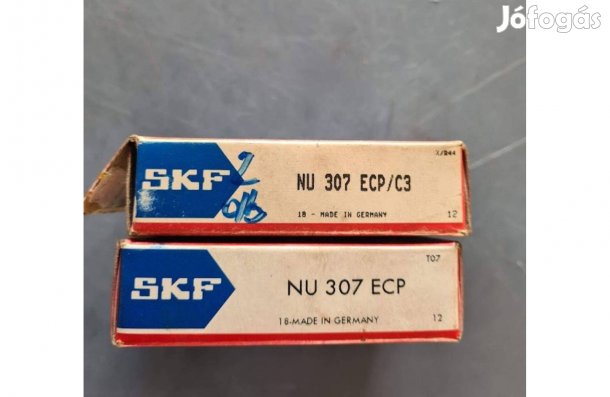 Jófogás
X/844
SKF
NU 307 ECP/C3
18 - MADE IN GERMANY
12
T07
SKF
NU 307 ECP
18-MADE IN GERMANY
12